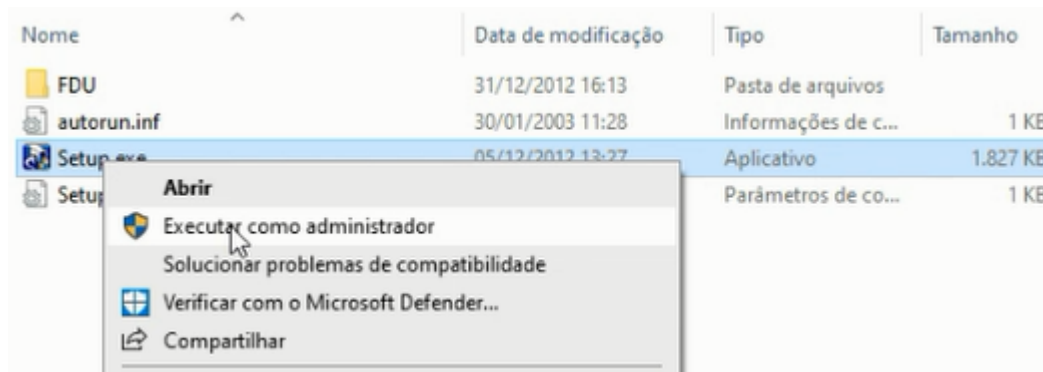 Nome Data de modificação Tipo Tamanho
FDU 31/12/2012 16:13 Pasta de arquivos
autorun.inf 30/01/2003 11:28 Informações de c... 1 KB
Setup.exe 05/12/2012 13:27 Aplicativo 1.827 KB
Setup Parâmetros de co... 1 KB
Abrir
Executar como administrador
Solucionar problemas de compatibilidade
Verificar com o Microsoft Defender...
Compartilhar